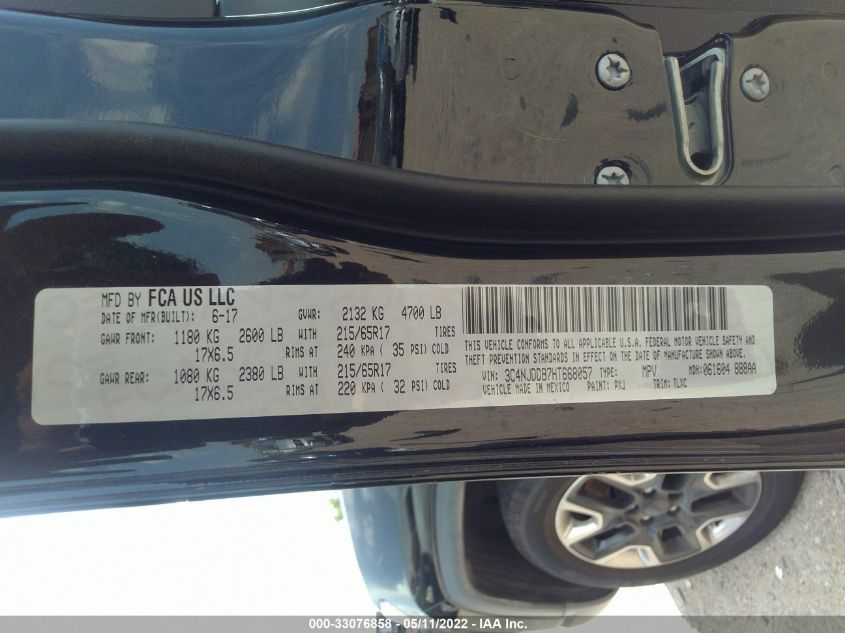 MFD BY FCA US LLC
DATE OF MFR(BUILT): 6-17 GVWR: 2132 KG 4700 LB
GAWR FRONT: 1180 KG 2600 LB WITH 215/65R17 TIRES
17X6.5 RIMS AT 240 KPA ( 35 PSI) COLD
GAWR REAR: 1080 KG 2380 LB WITH 215/65R17 TIRES
17X6.5 RIMS AT 220 KPA ( 32 PSI) COLD
THIS VEHICLE CONFORMS TO ALL APPLICABLE U.S.A. FEDERAL MOTOR VEHICLE SAFETY AND
THEFT PREVENTION STANDARDS IN EFFECT ON THE DATE OF MANUFACTURE SHOWN ABOVE.
VIN: 3C4NJDDB7HT668057 TYPE: MPV MDH: 061604 888AA
VEHICLE MADE IN MEXICO PAINT: PXJ TRIM: TLXC
000-33076858 - 05/11/2022 - IAA Inc.